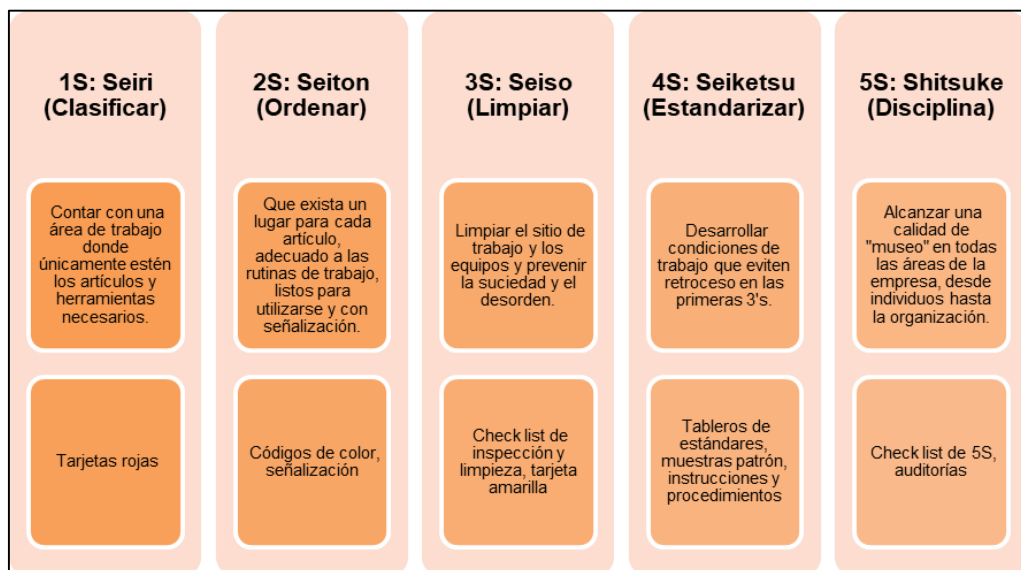 1S: Seiri
(Clasificar)
Contar con una
área de trabajo
donde
únicamente estén
los artículos y
herramientas
necesarios.
Tarjetas rojas
2S: Seiton
(Ordenar)
Que exista un
lugar para cada
artículo,
adecuado a las
rutinas de trabajo,
listos para
utilizarse y con
señalización.
Códigos de color,
señalización
3S: Seiso
(Limpiar)
Limpiar el sitio de
trabajo y los
equipos y prevenir
la suciedad y el
desorden.
Check list de
inspección y
limpieza, tarjeta
amarilla
4S: Seiketsu
(Estandarizar)
Desarrollar
condiciones de
trabajo que eviten
retroceso en las
primeras 3's.
Tableros de
estándares,
muestras patrón,
instrucciones y
procedimientos
5S: Shitsuke
(Disciplina)
Alcanzar una
calidad de
"museo" en todas
las áreas de la
empresa, desde
individuos hasta
la organización.
Check list de 5S,
auditorías